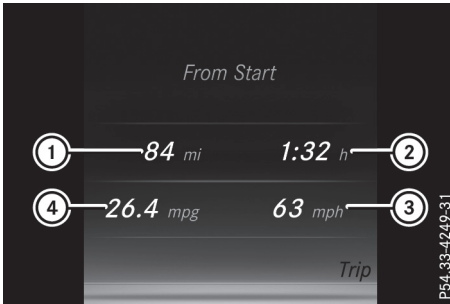 From Start
1 84 mi 1:32 h 2
4 26.4 mpg 63 mph 3
Trip
P54.33-4249-31